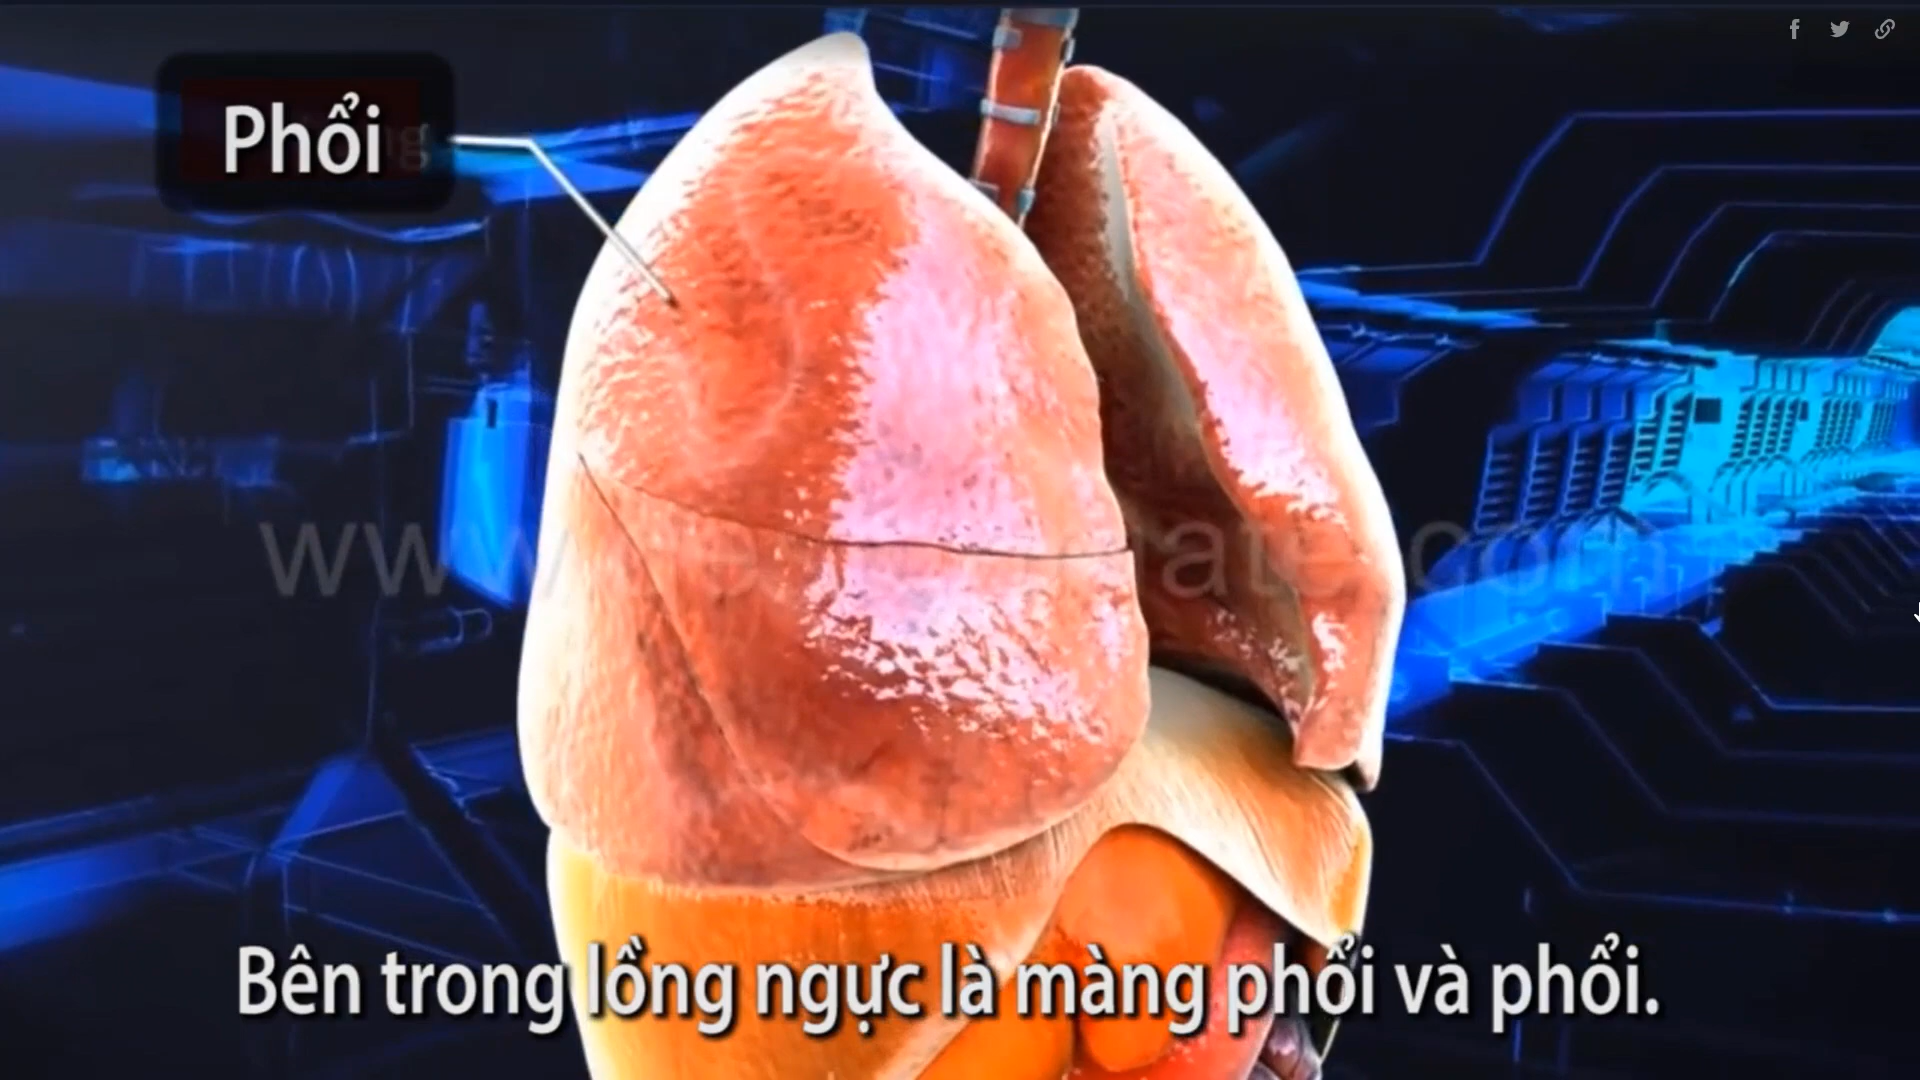 Phổi
Bên trong lồng ngực là màng phổi và phổi.